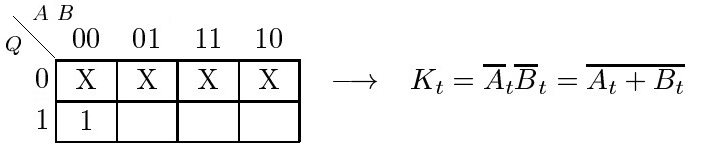 A B
Q 00 01 11 10
0 X X X X ⟶ $K_t = \overline{A}_t\overline{B}_t = \overline{A_t + B_t}$
1 1